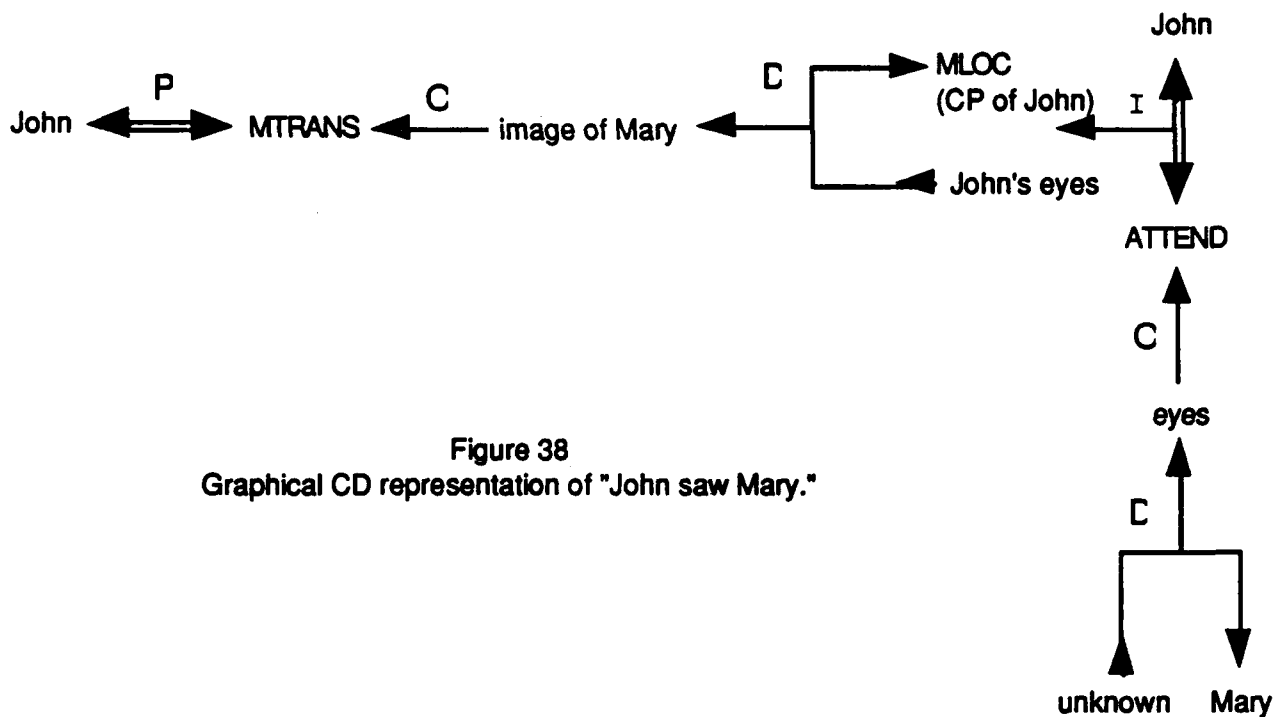 John
D
MLOC
P
(CP of John)
I
C
John
MTRANS
image of Mary
John's eyes
ATTEND
C
eyes
Figure 38
Graphical CD representation of "John saw Mary."
D
unknown
Mary